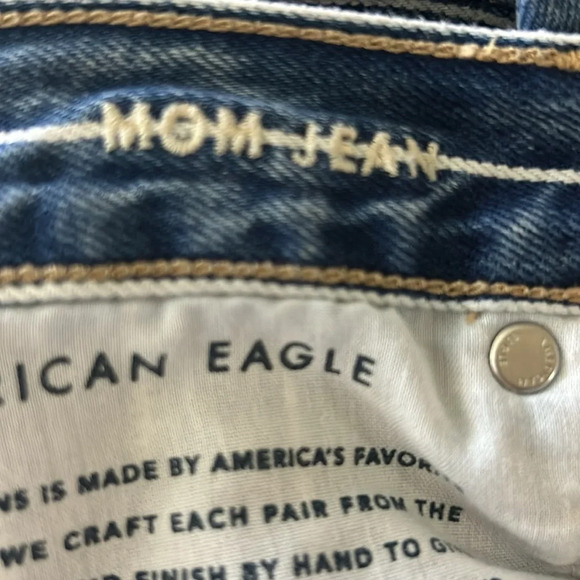 MOM JEAN
RICAN EAGLE
NS IS MADE BY AMERICA'S FAVOR
WE CRAFT EACH PAIR FROM THE
FINISH BY HAND TO GI